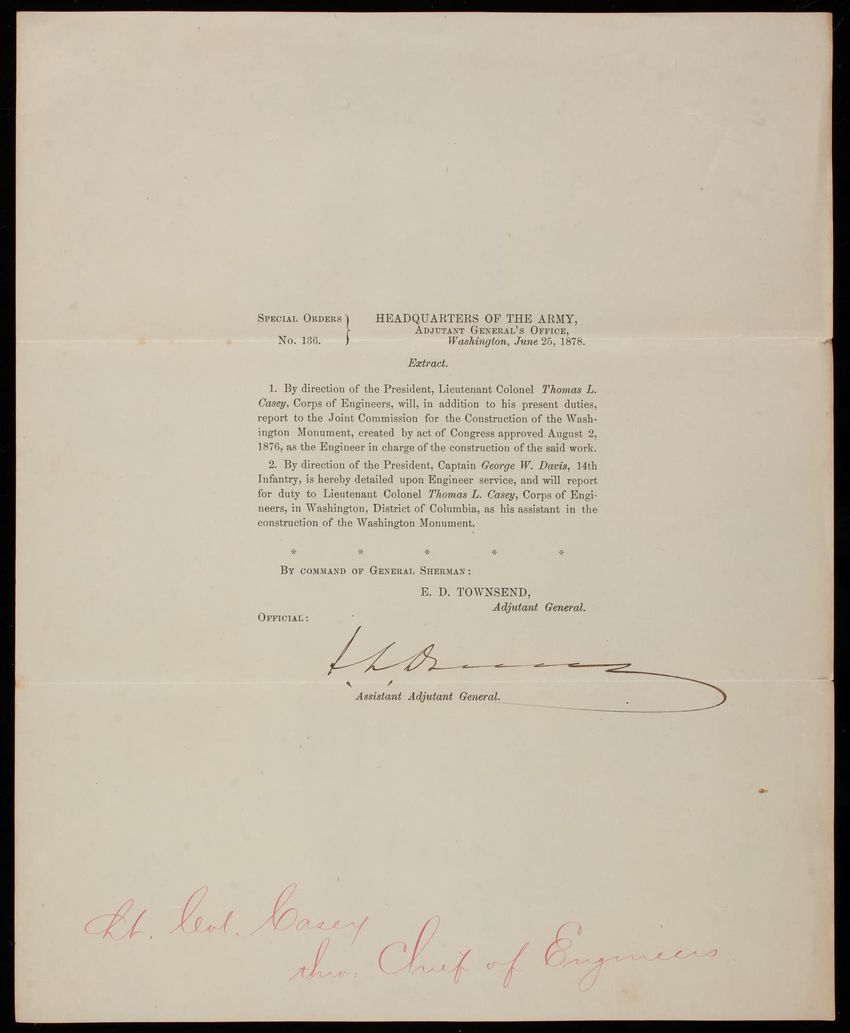 SPECIAL ORDERS
No. 136.
HEADQUARTERS OF THE ARMY,
ADJUTANT GENERAL'S OFFICE,
Washington, June 25, 1878.
Extract.
1. By direction of the President, Lieutenant Colonel Thomas L.
Casey, Corps of Engineers, will, in addition to his present duties,
report to the Joint Commission for the Construction of the Wash-
ington Monument, created by act of Congress approved August 2,
1876, as the Engineer in charge of the construction of the said work.
2. By direction of the President, Captain George W. Davis, 14th
Infantry, is hereby detailed upon Engineer service, and will report
for duty to Lieutenant Colonel Thomas L. Casey, Corps of Engi-
neers, in Washington, District of Columbia, as his assistant in the
construction of the Washington Monument.
* * * * *
BY COMMAND OF GENERAL SHERMAN:
E. D. TOWNSEND,
Adjutant General.
OFFICIAL:
Assistant Adjutant General.
Lt. Col. Casey
thro: Chief of Engineers